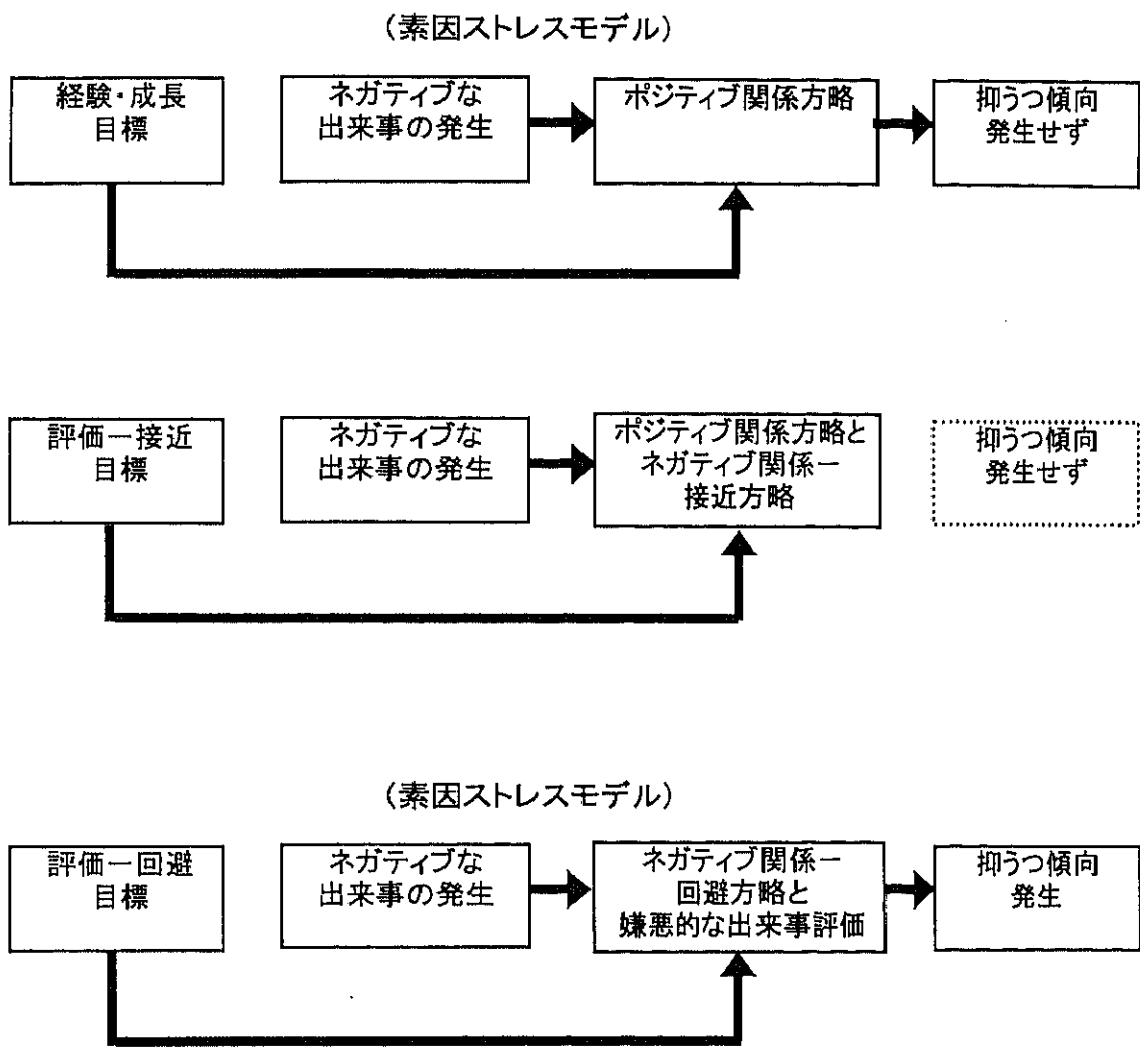 (素因ストレスモデル)
経験・成長
目標
ネガティブな
出来事の発生
ポジティブ関係方略
抑うつ傾向
発生せず
評価－接近
目標
ネガティブな
出来事の発生
ポジティブ関係方略と
ネガティブ関係－
接近方略
抑うつ傾向
発生せず
(素因ストレスモデル)
評価－回避
目標
ネガティブな
出来事の発生
ネガティブ関係－
回避方略と
嫌悪的な出来事評価
抑うつ傾向
発生